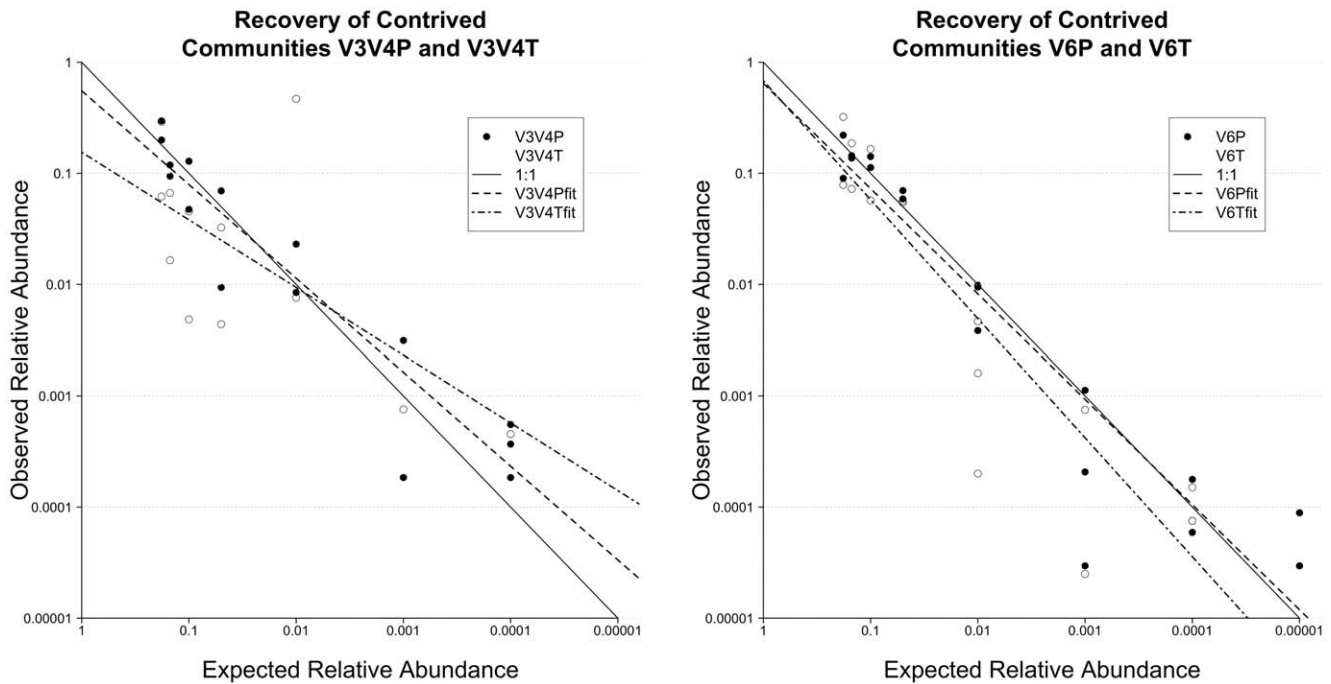 Recovery of Contrived
Communities V3V4P and V3V4T
1
0.1
0.01
0.001
0.0001
0.00001
Observed Relative Abundance
V3V4P
V3V4T
1:1
V3V4Pfit
V3V4Tfit
1
0.1
0.01
0.001
0.0001
0.00001
Expected Relative Abundance
Recovery of Contrived
Communities V6P and V6T
1
0.1
0.01
0.001
0.0001
0.00001
Observed Relative Abundance
V6P
V6T
1:1
V6Pfit
V6Tfit
1
0.1
0.01
0.001
0.0001
0.00001
Expected Relative Abundance